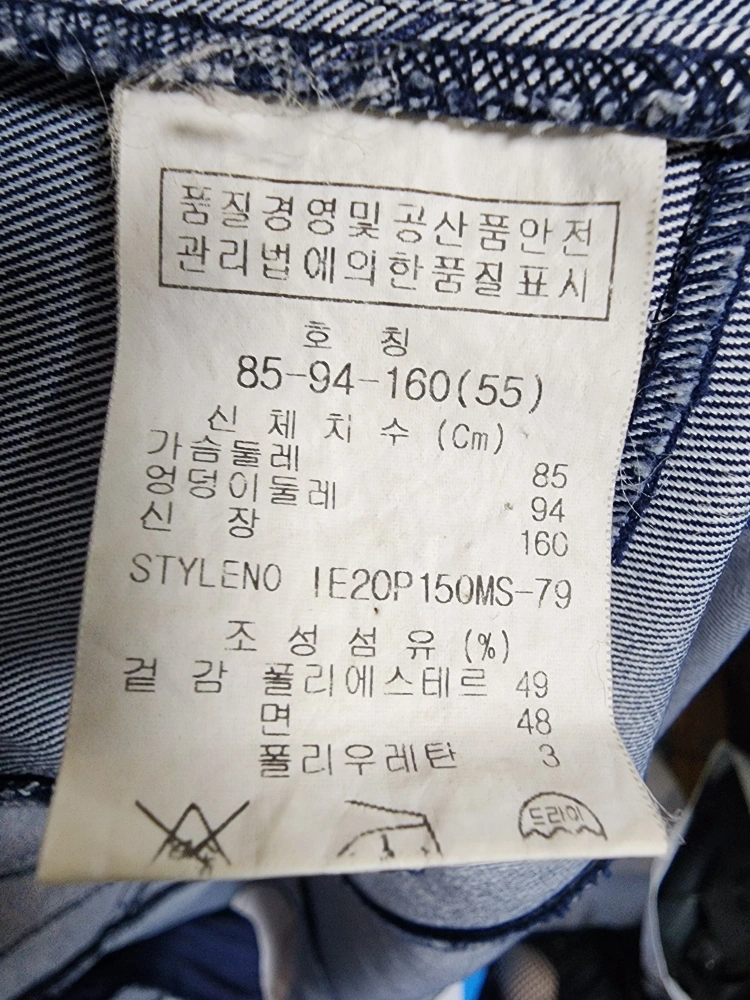 품질경영및공산품안전
관리법에의한품질표시
호 칭
85-94-160(55)
신 체 치 수 (Cm)
가슴둘레 85
엉덩이둘레 94
신 장 160
STYLENO IE20P150MS-79
조 성 섬 유 (%)
겉 감 폴리에스테르 49
면 48
폴리우레탄 3
드라이